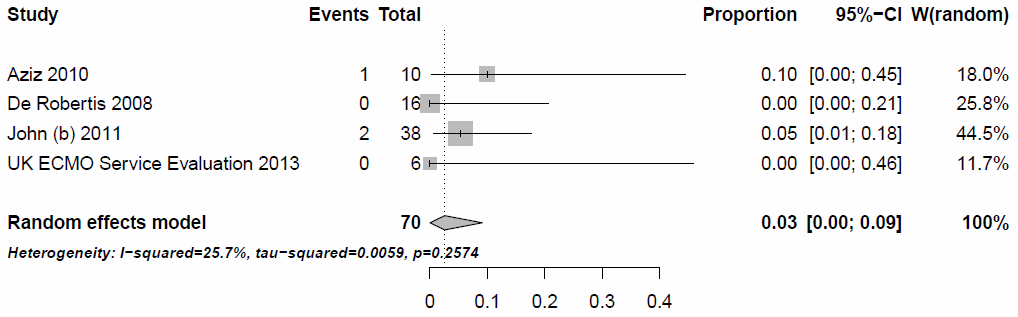 Study Events Total Proportion 95%−CI W(random)
Aziz 2010 1 10 0.10 [0.00; 0.45] 18.0%
De Robertis 2008 0 16 0.00 [0.00; 0.21] 25.8%
John (b) 2011 2 38 0.05 [0.01; 0.18] 44.5%
UK ECMO Service Evaluation 2013 0 6 0.00 [0.00; 0.46] 11.7%
Random effects model 70 0.03 [0.00; 0.09] 100%
Heterogeneity: I−squared=25.7%, tau−squared=0.0059, p=0.2574
0 0.1 0.2 0.3 0.4